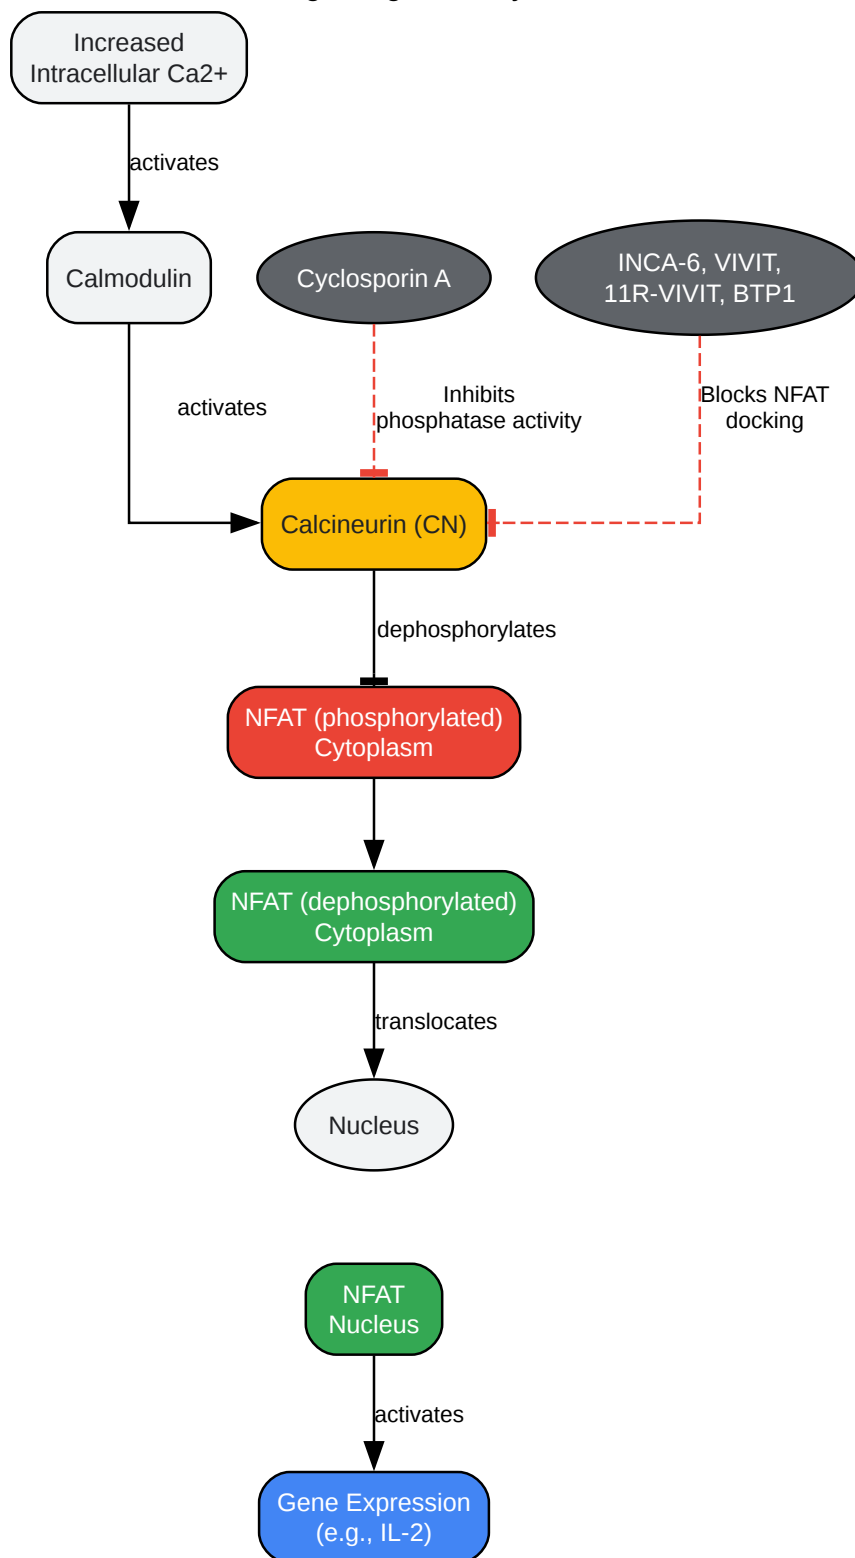 Increased
Intracellular Ca2+
activates
Calmodulin
Cyclosporin A
INCA-6, VIVIT,
11R-VIVIT, BTP1
activates
Inhibits
phosphatase activity
Blocks NFAT
docking
Calcineurin (CN)
dephosphorylates
NFAT (phosphorylated)
Cytoplasm
NFAT (dephosphorylated)
Cytoplasm
translocates
Nucleus
NFAT
Nucleus
activates
Gene Expression
(e.g., IL-2)